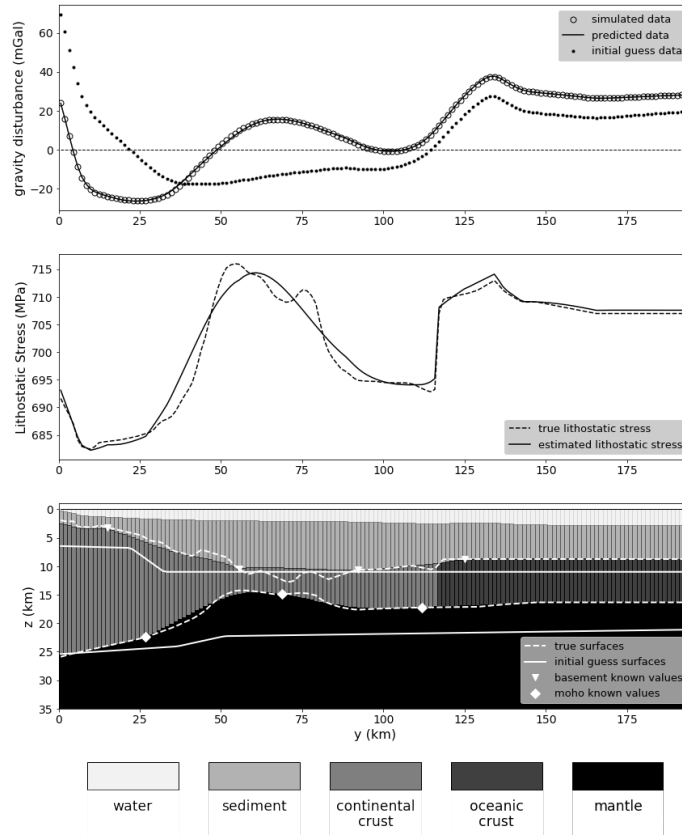 gravity disturbance (mGal)
60
40
20
0
−20
simulated data
predicted data
initial guess data
0
25
50
75
100
125
150
175
Lithostatic Stress (MPa)
715
710
705
700
695
690
685
true lithostatic stress
estimated lithostatic stress
0
25
50
75
100
125
150
175
z (km)
0
5
10
15
20
25
30
35
true surfaces
initial guess surfaces
basement known values
moho known values
0
25
50
75
100
125
150
175
y (km)
water
sediment
continental
crust
oceanic
crust
mantle